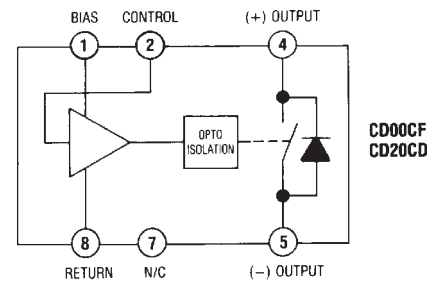 BIAS CONTROL (+) OUTPUT
1 2 4
OPTO
ISOLATION
CD00CF
CD20CD
8 7 5
RETURN N/C (−) OUTPUT